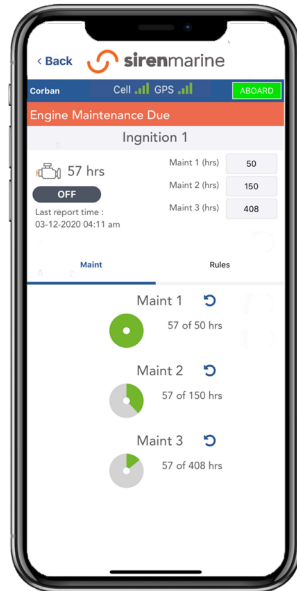 < Back sirenmarine
Corban Cell GPS ABOARD
Engine Maintenance Due
Ingnition 1
57 hrs
OFF
Last report time :
03-12-2020 04:11 am
Maint 1 (hrs) 50
Maint 2 (hrs) 150
Maint 3 (hrs) 408
Maint Rules
Maint 1
57 of 50 hrs
Maint 2
57 of 150 hrs
Maint 3
57 of 408 hrs